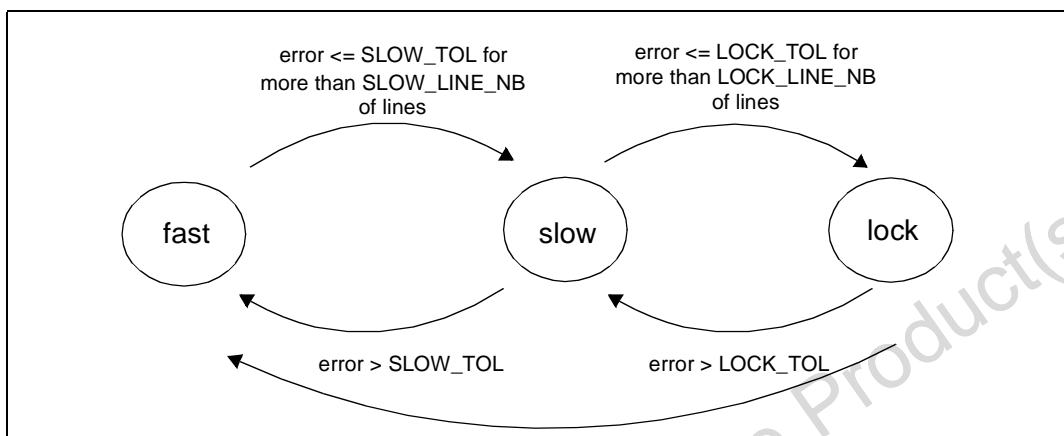 error <= SLOW_TOL for
more than SLOW_LINE_NB
of lines
error <= LOCK_TOL for
more than LOCK_LINE_NB
of lines
fast
slow
lock
error > SLOW_TOL
error > LOCK_TOL
Product(s